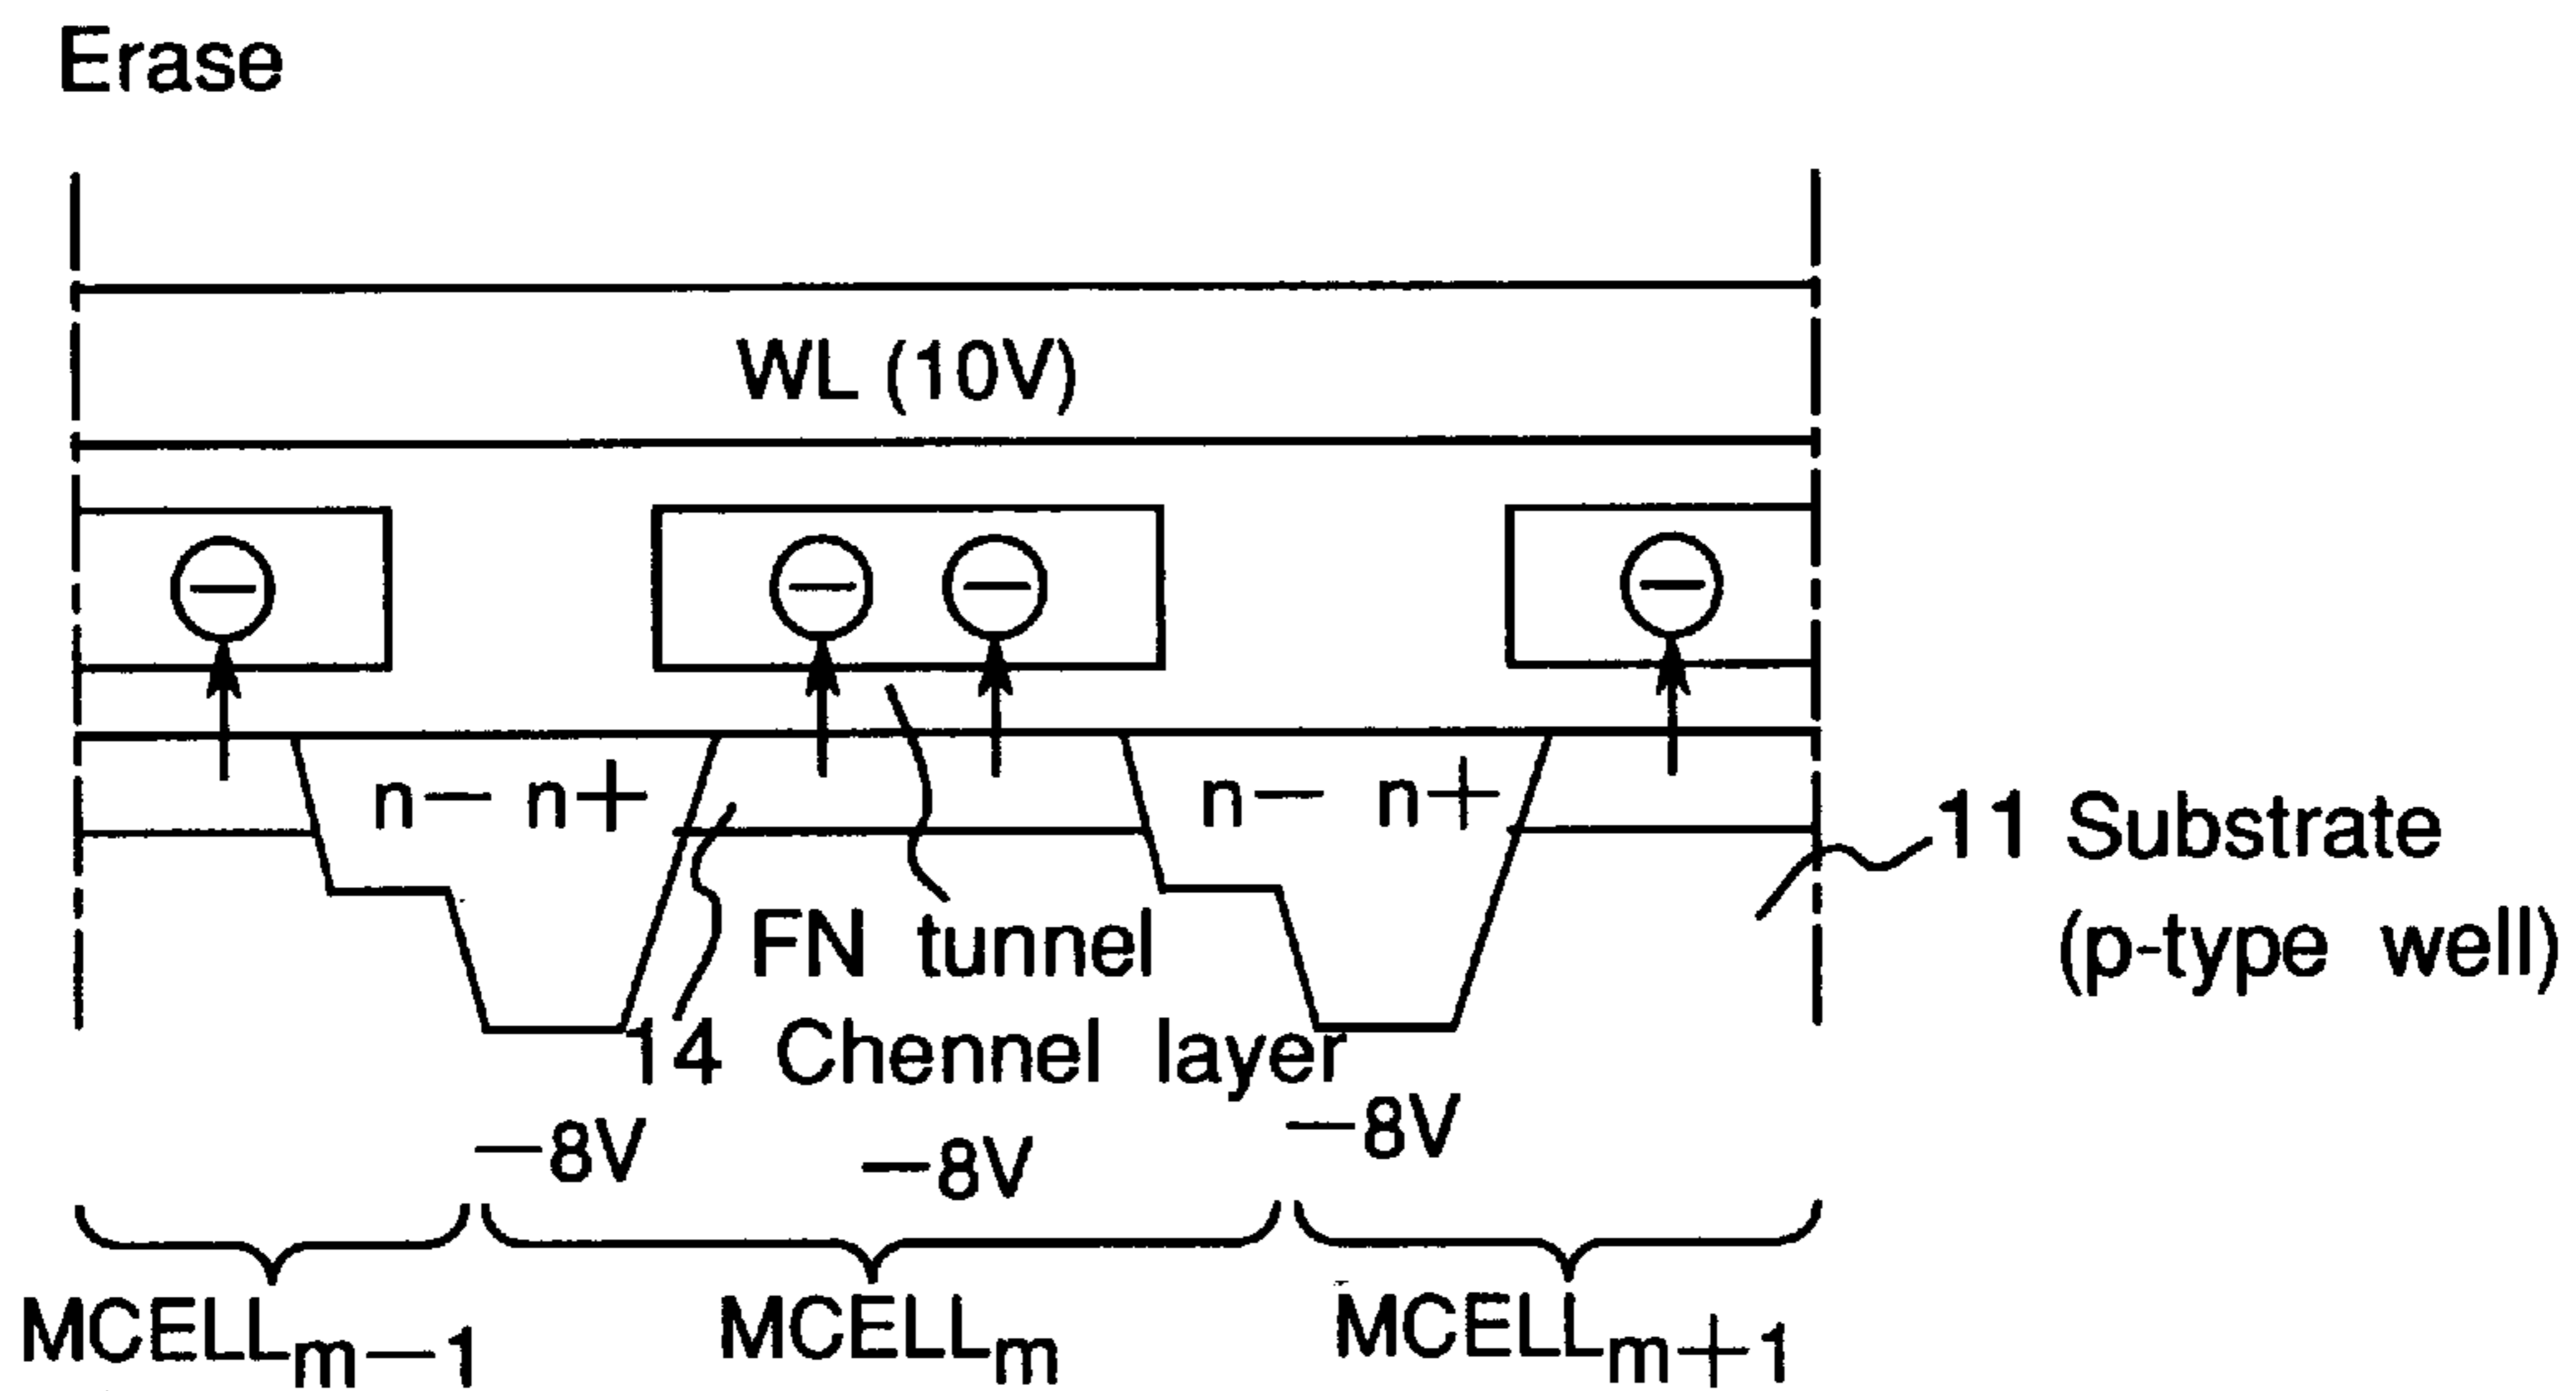 Erase
WL (10V)
n− n+
n− n+
11 Substrate
(p-type well)
FN tunnel
14 Chennel layer
−8V
−8V
−8V
MCELLm−1
MCELLm
MCELLm+1